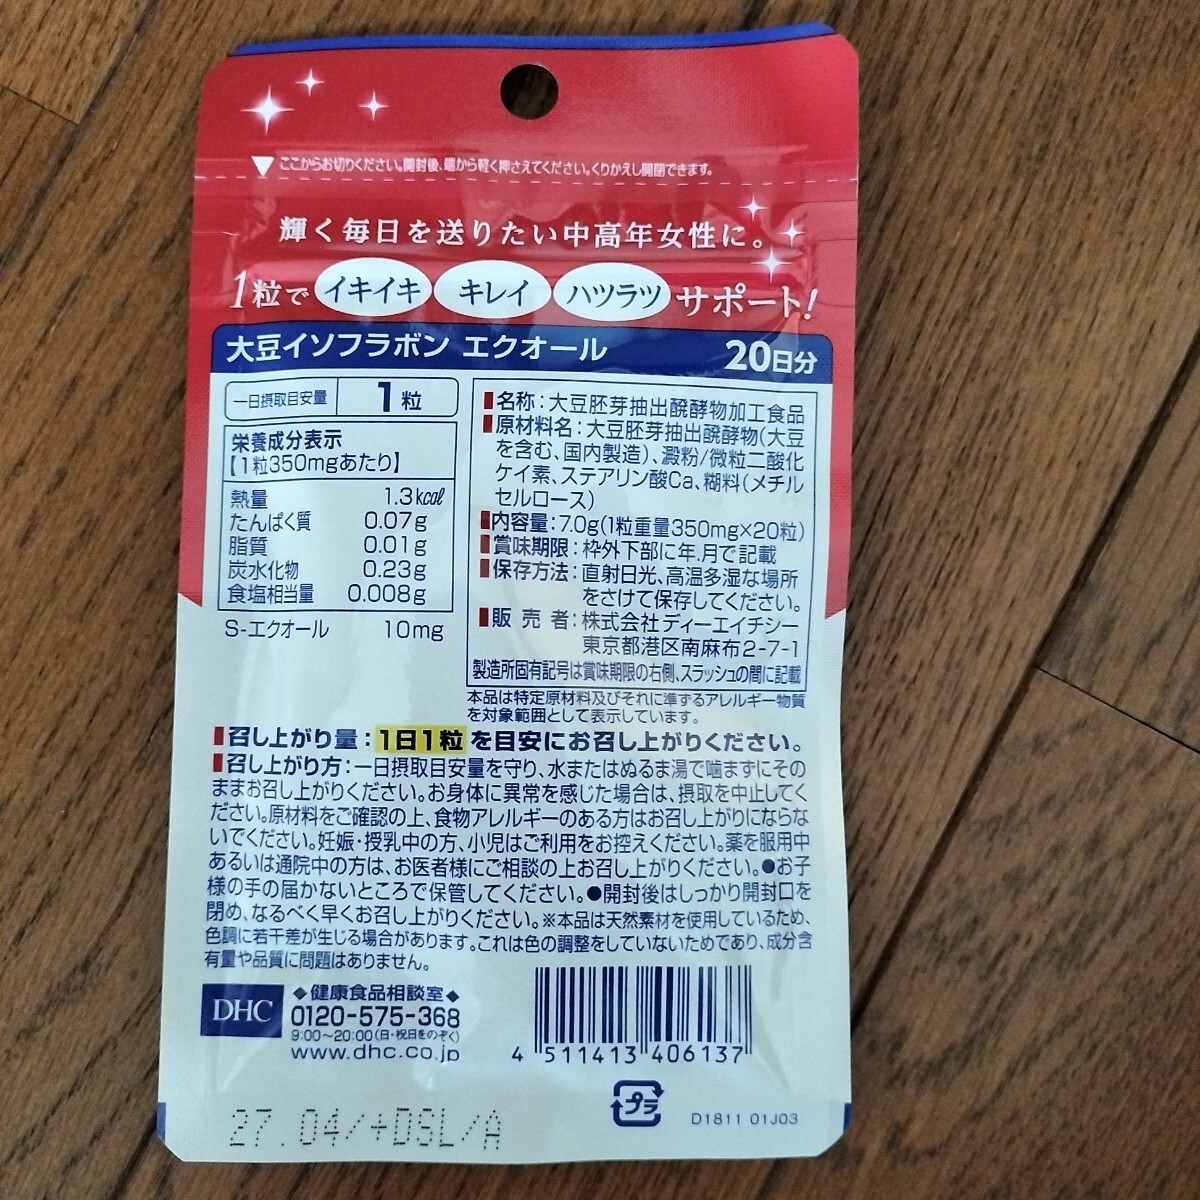 ▼ここからお切りください。開封後、端から軽く押さえてください。くりかえし開閉できます。
輝く毎日を送りたい中高年女性に。
1粒で イキイキ キレイ ハツラツ サポート!
大豆イソフラボン エクオール 20日分
一日摂取目安量 1粒
栄養成分表示
【1粒350mgあたり】
熱量 1.3kcal
たんぱく質 0.07g
脂質 0.01g
炭水化物 0.23g
食塩相当量 0.008g
S-エクオール 10mg
■名称:大豆胚芽抽出醗酵物加工食品
■原材料名:大豆胚芽抽出醗酵物(大豆
を含む、国内製造)、澱粉/微粒二酸化
ケイ素、ステアリン酸Ca、糊料(メチル
セルロース)
■内容量:7.0g(1粒重量350mg×20粒)
■賞味期限:枠外下部に年.月で記載
■保存方法:直射日光、高温多湿な場所
をさけて保存してください。
■販売者:株式会社ディーエイチシー
東京都港区南麻布2-7-1
製造所固有記号は賞味期限の右側、スラッシュの間に記載
本品は特定原材料及びそれに準ずるアレルギー物質
を対象範囲として表示しています。
■召し上がり量:1日1粒を目安にお召し上がりください。
■召し上がり方:一日摂取目安量を守り、水またはぬるま湯で噛まずにその
ままお召し上がりください。お身体に異常を感じた場合は、摂取を中止してく
ださい。原材料をご確認の上、食物アレルギーのある方はお召し上がりにならな
いでください。妊娠・授乳中の方、小児はご利用をお控えください。薬を服用中
あるいは通院中の方は、お医者様にご相談の上お召し上がりください。●お子
様の手の届かないところで保管してください。●開封後はしっかり開封口を
閉め、なるべく早くお召し上がりください。※本品は天然素材を使用しているため、
色調に若干差が生じる場合があります。これは色の調整をしていないためであり、成分含
有量や品質に問題はありません。
DHC
◆健康食品相談室◆
0120-575-368
9:00〜20:00(日・祝日をのぞく)
www.dhc.co.jp
4 511413 406137
プラ
D1811 01J03
27.04/+DSL/A